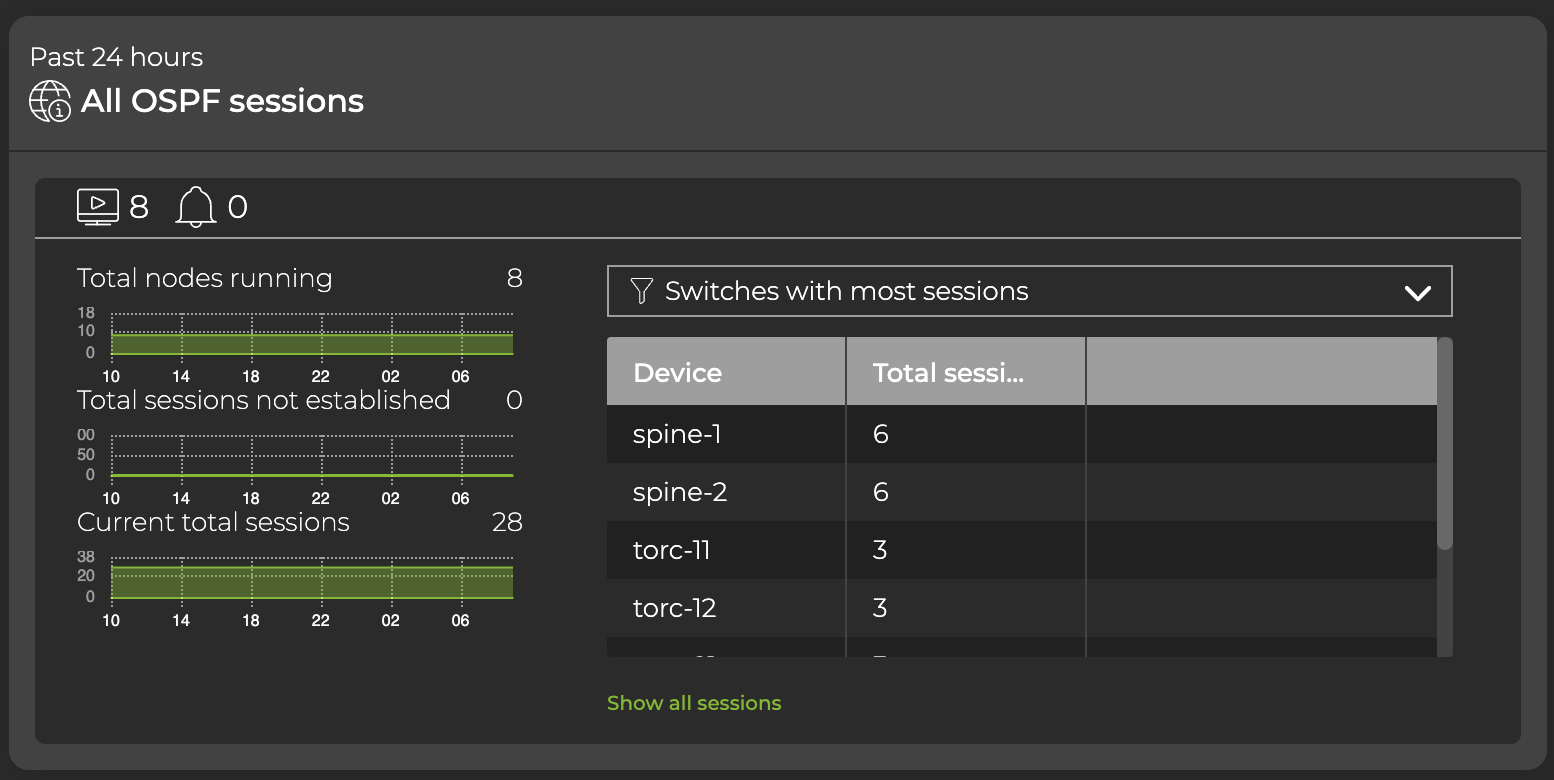 Past 24 hours
All OSPF sessions
8 0
Total nodes running 8
18
10
0
10 14 18 22 02 06
Total sessions not established 0
00
50
0
10 14 18 22 02 06
Current total sessions 28
38
20
0
10 14 18 22 02 06
Switches with most sessions
Device Total sessi...
spine-1 6
spine-2 6
torc-11 3
torc-12 3
Show all sessions